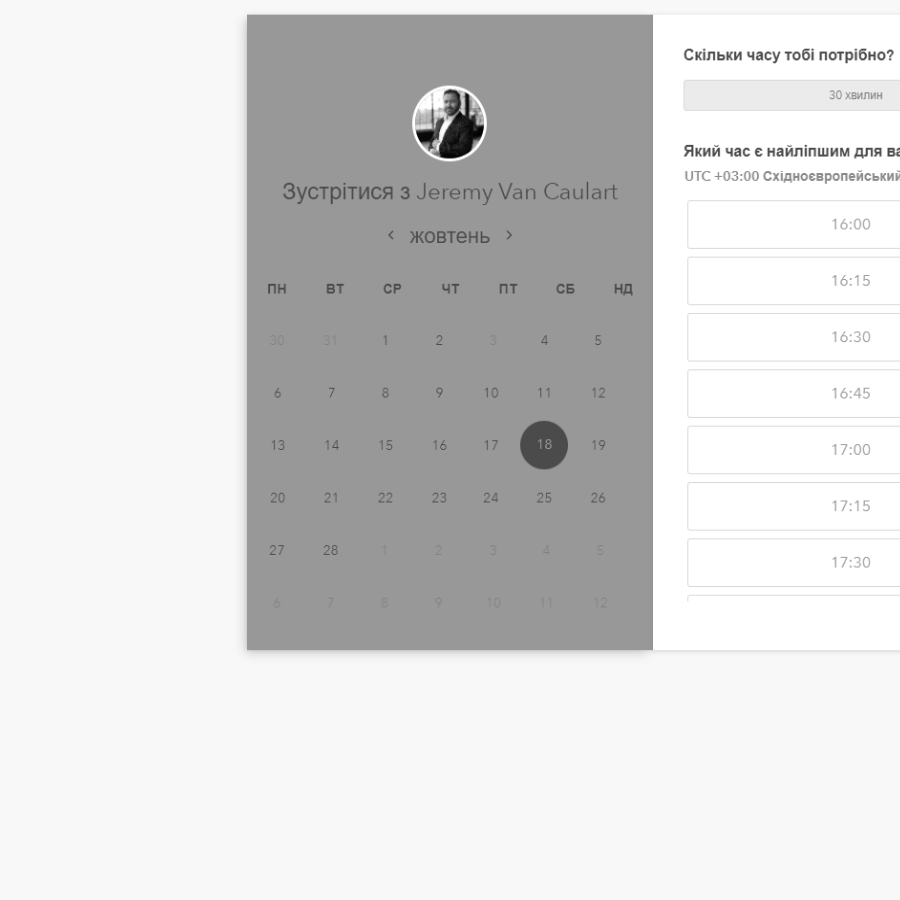 Зустрітися з Jeremy Van Caulart
жовтень
ПН ВТ СР ЧТ ПТ СБ НД
30 31 1 2 3 4 5
6 7 8 9 10 11 12
13 14 15 16 17 18 19
20 21 22 23 24 25 26
27 28 1 2 3 4 5
6 7 8 9 10 11 12
Скільки часу тобі потрібно?
30 хвилин
Який час є найліпшим для ва
UTC +03:00 Східноєвропейський
16:00
16:15
16:30
16:45
17:00
17:15
17:30